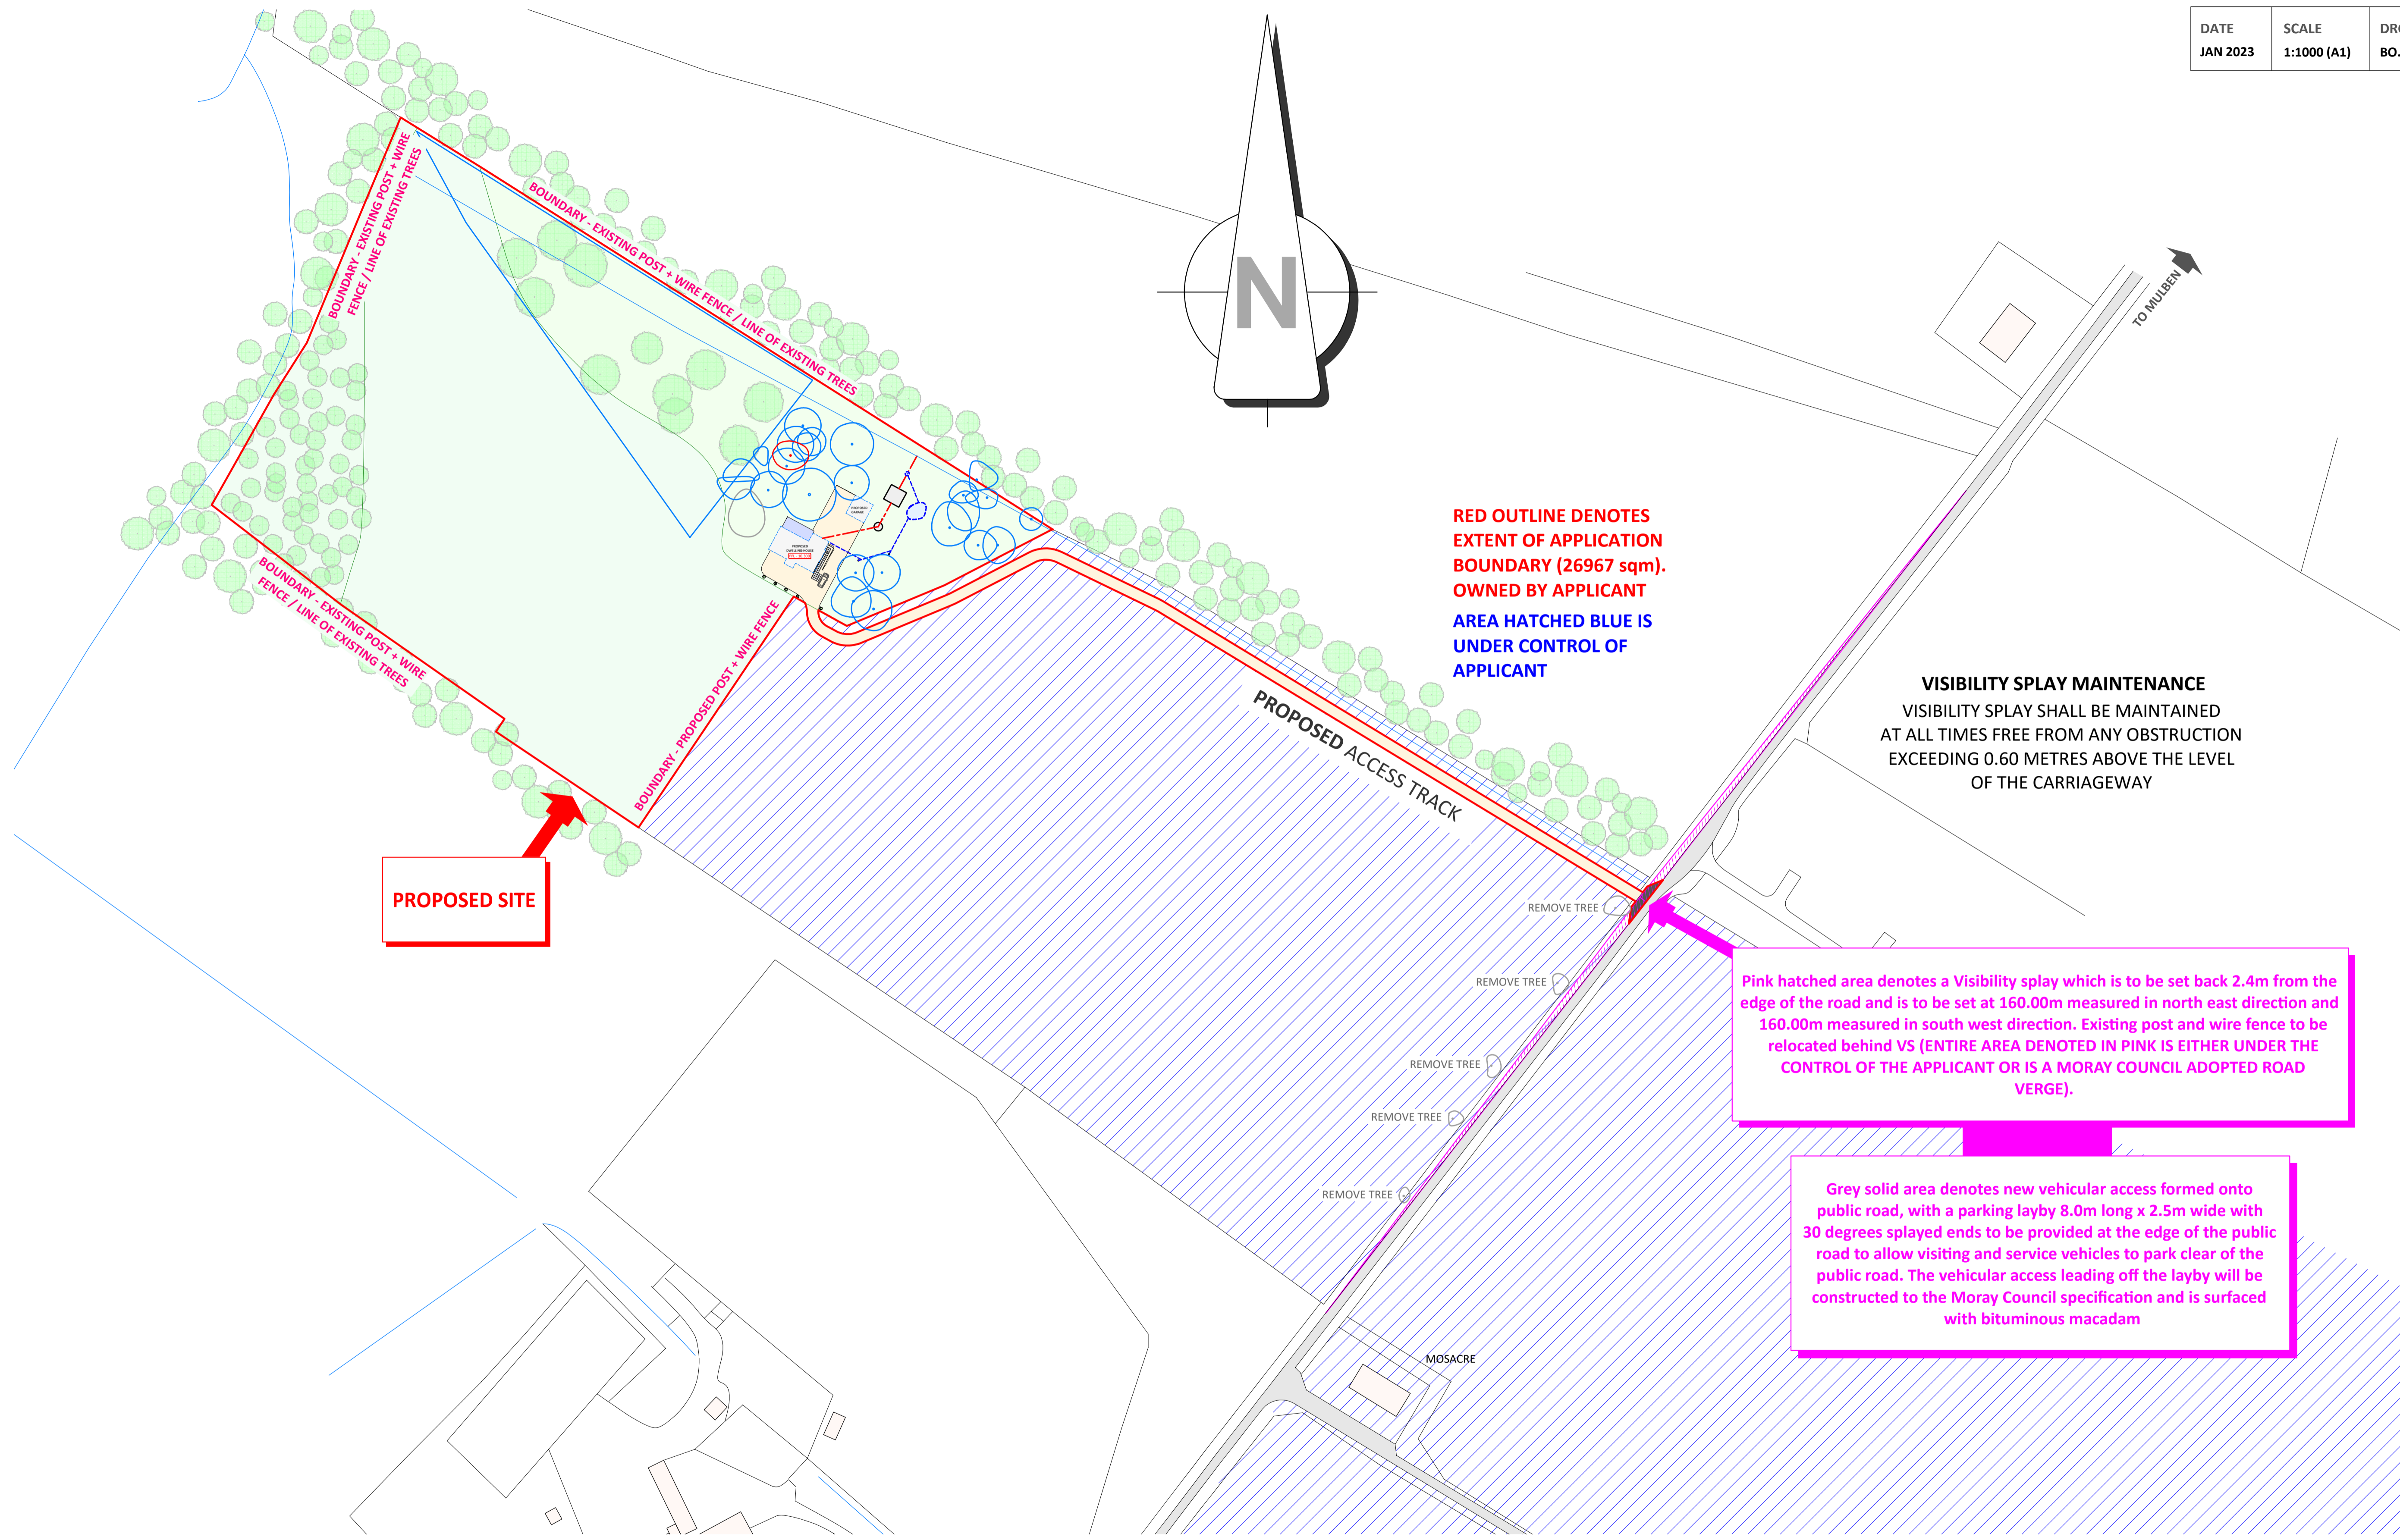 DATE
JAN 2023
SCALE
1:1000 (A1)
BOUNDARY - EXISTING POST + WIRE
FENCE / LINE OF EXISTING TREES
BOUNDARY - EXISTING POST + WIRE FENCE / LINE OF EXISTING TREES
N
TO MULBEN
PROPOSED
GARAGE
PROPOSED
DWELLING HOUSE
RED OUTLINE DENOTES
EXTENT OF APPLICATION
BOUNDARY (26967 sqm).
OWNED BY APPLICANT
AREA HATCHED BLUE IS
UNDER CONTROL OF
APPLICANT
BOUNDARY - EXISTING POST + WIRE
FENCE / LINE OF EXISTING TREES
BOUNDARY - PROPOSED POST + WIRE FENCE
PROPOSED ACCESS TRACK
VISIBILITY SPLAY MAINTENANCE
VISIBILITY SPLAY SHALL BE MAINTAINED
AT ALL TIMES FREE FROM ANY OBSTRUCTION
EXCEEDING 0.60 METRES ABOVE THE LEVEL
OF THE CARRIAGEWAY
PROPOSED SITE
REMOVE TREE
REMOVE TREE
REMOVE TREE
REMOVE TREE
REMOVE TREE
Pink hatched area denotes a Visibility splay which is to be set back 2.4m from the
edge of the road and is to be set at 160.00m measured in north east direction and
160.00m measured in south west direction. Existing post and wire fence to be
relocated behind VS (ENTIRE AREA DENOTED IN PINK IS EITHER UNDER THE
CONTROL OF THE APPLICANT OR IS A MORAY COUNCIL ADOPTED ROAD
VERGE).
Grey solid area denotes new vehicular access formed onto
public road, with a parking layby 8.0m long x 2.5m wide with
30 degrees splayed ends to be provided at the edge of the public
road to allow visiting and service vehicles to park clear of the
public road. The vehicular access leading off the layby will be
constructed to the Moray Council specification and is surfaced
with bituminous macadam
MOSACRE